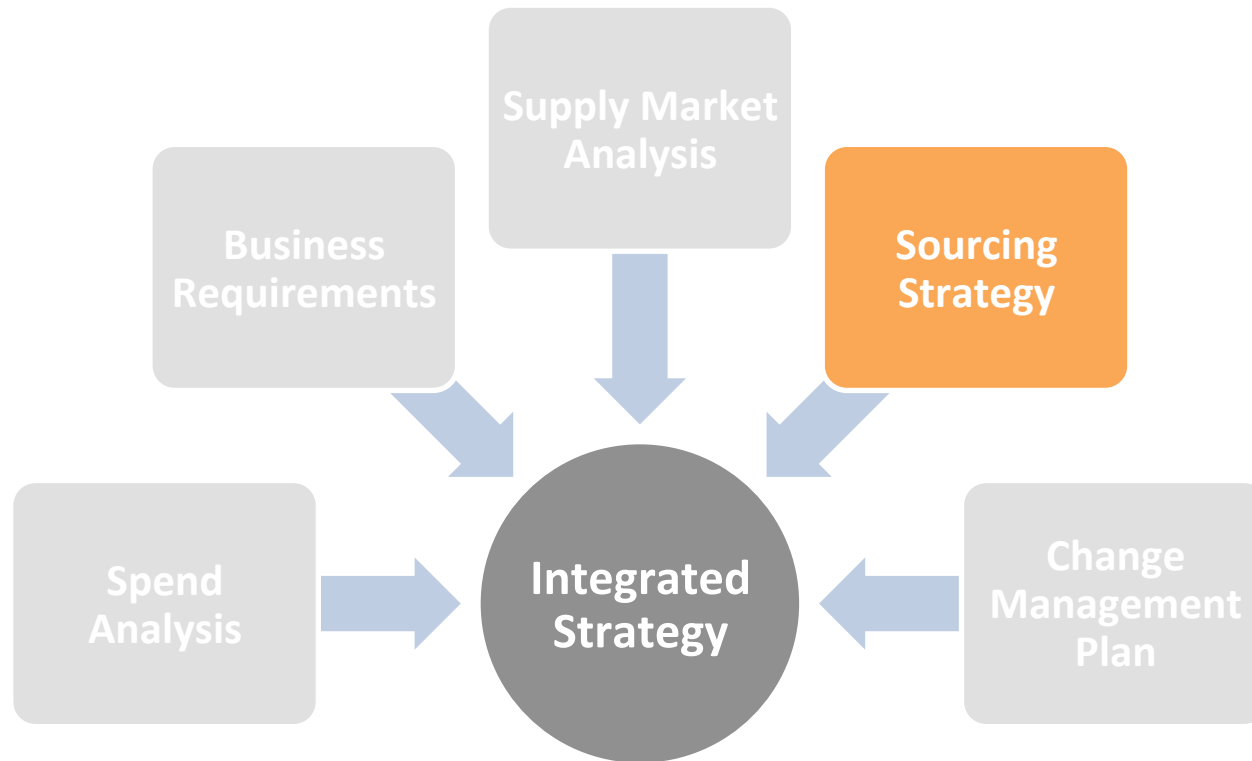 Supply Market
Analysis
Business
Requirements
Sourcing
Strategy
Spend
Analysis
Integrated
Strategy
Change
Management
Plan